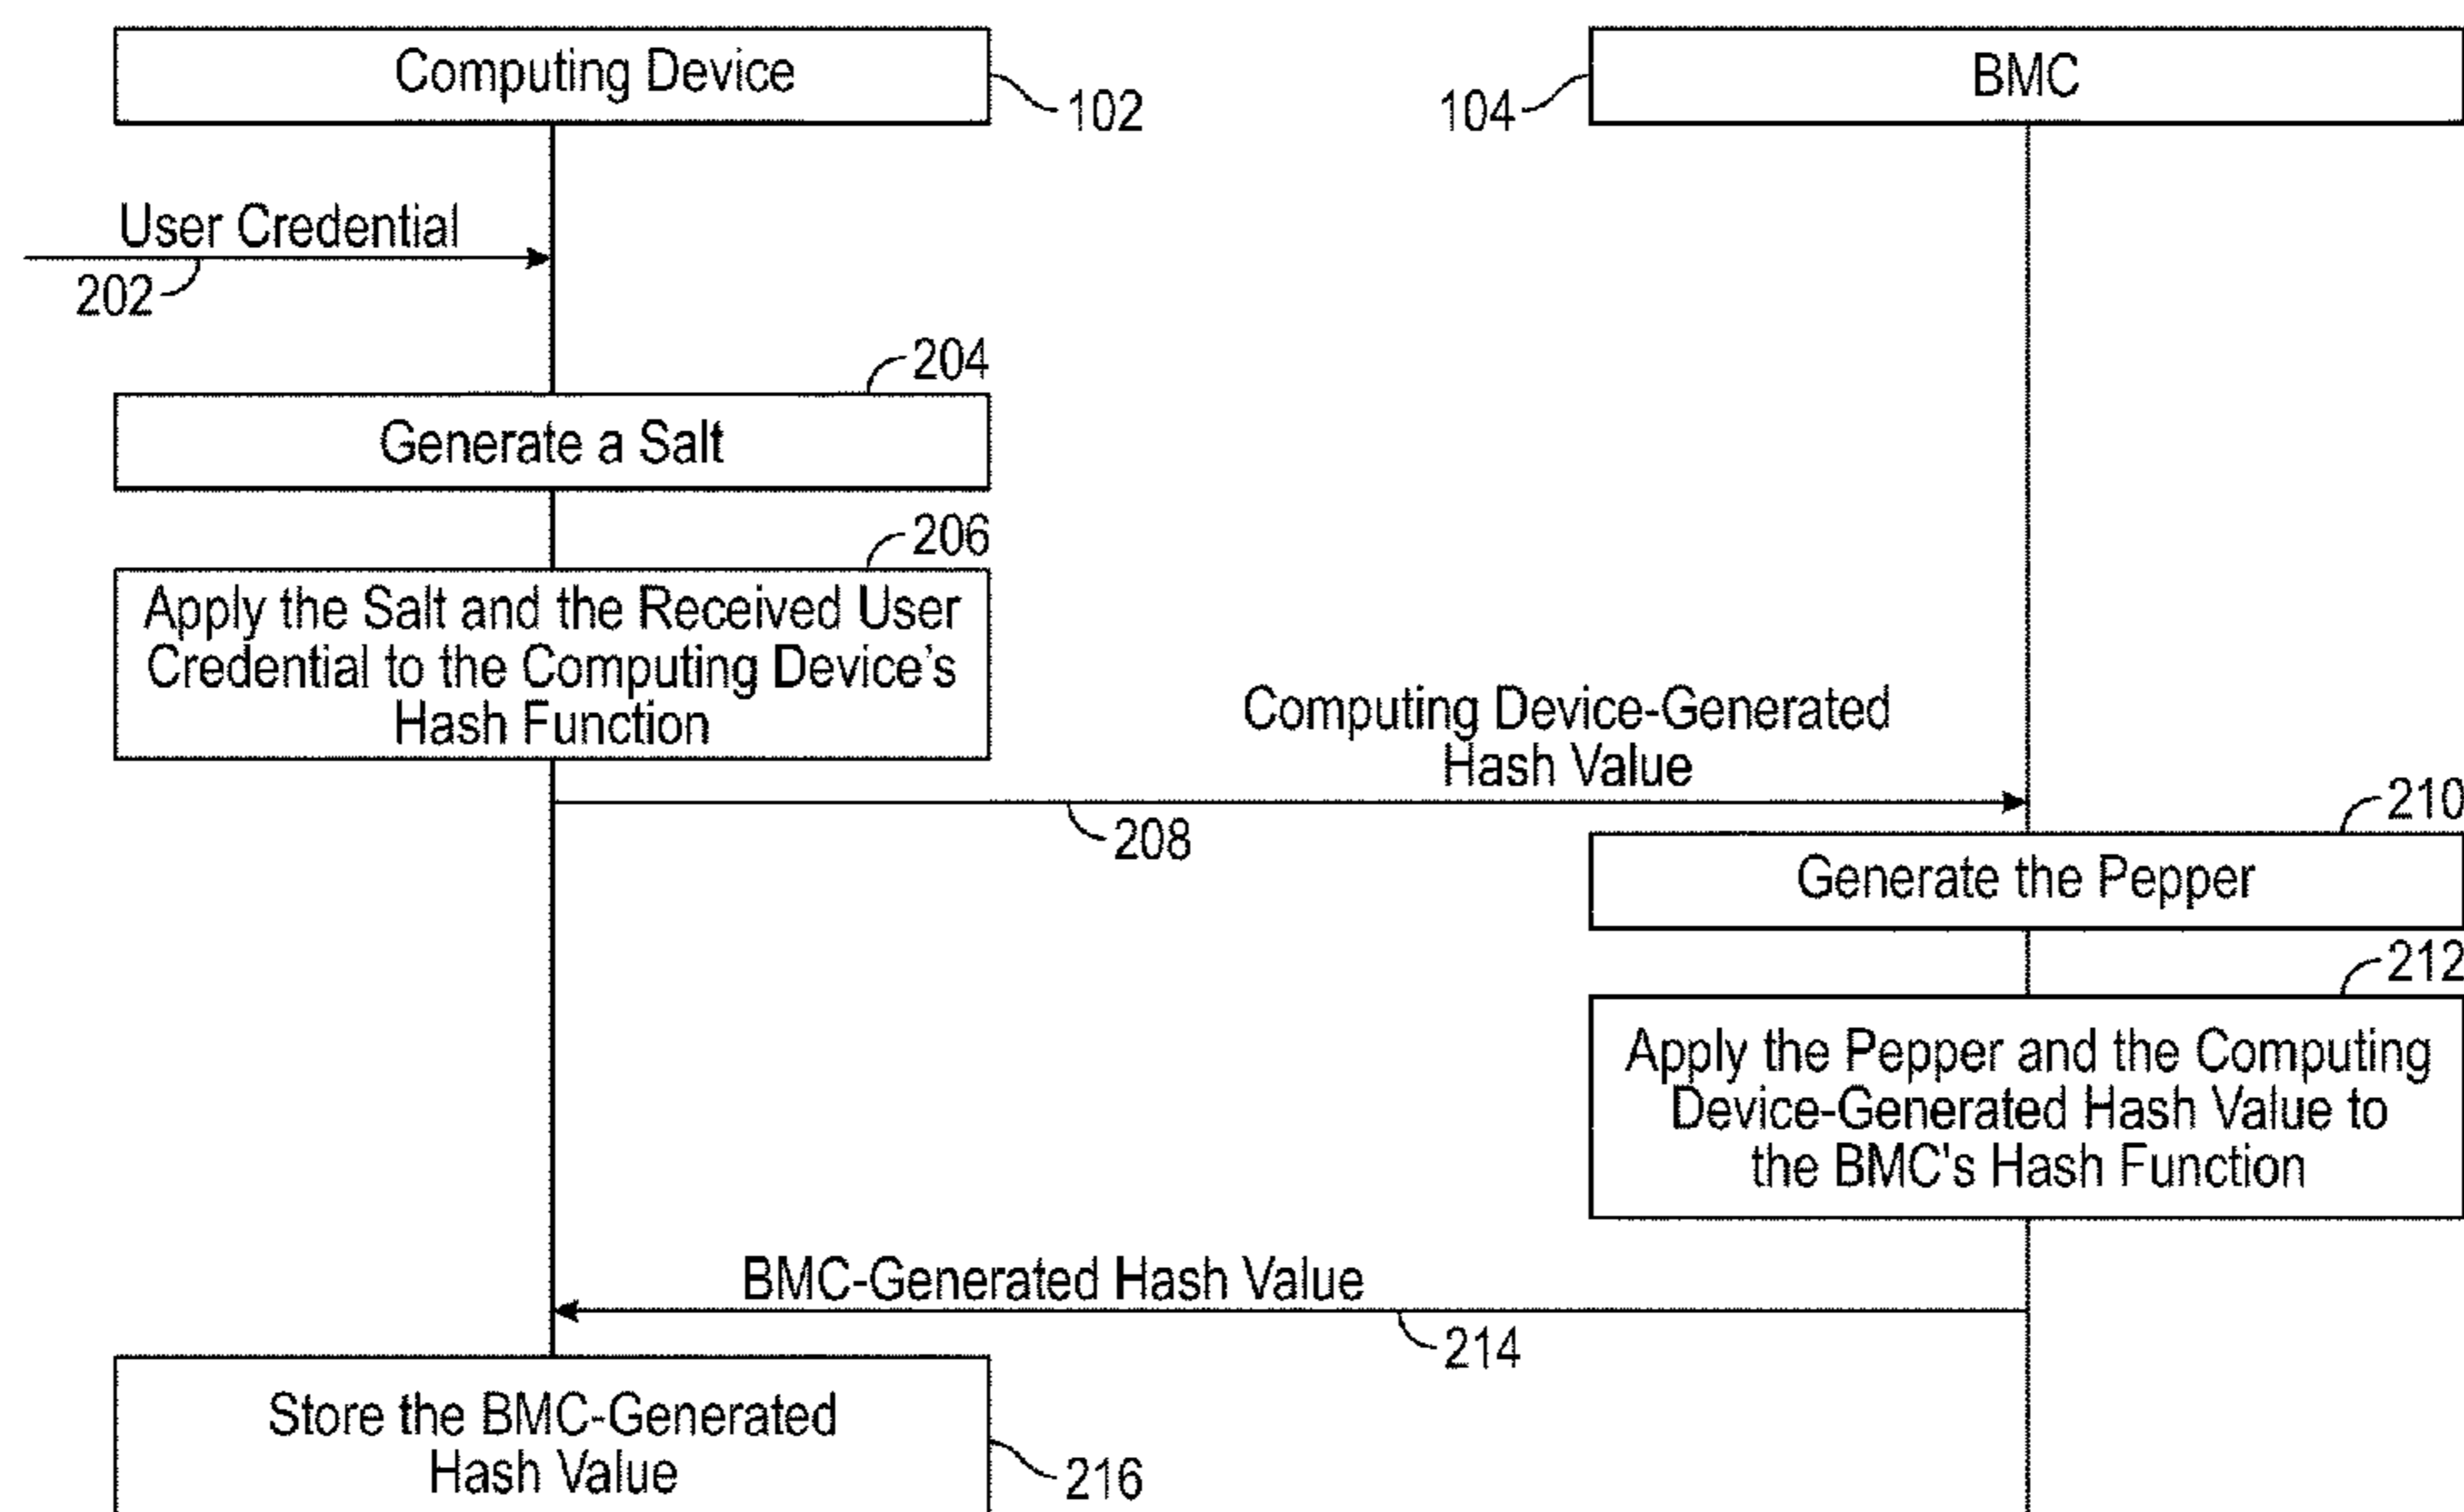 Computing Device
102
104
BMC
User Credential
202
204
Generate a Salt
206
Apply the Salt and the Received User
Credential to the Computing Device's
Hash Function
Computing Device-Generated
Hash Value
208
210
Generate the Pepper
212
Apply the Pepper and the Computing
Device-Generated Hash Value to
the BMC's Hash Function
BMC-Generated Hash Value
214
Store the BMC-Generated
Hash Value
216